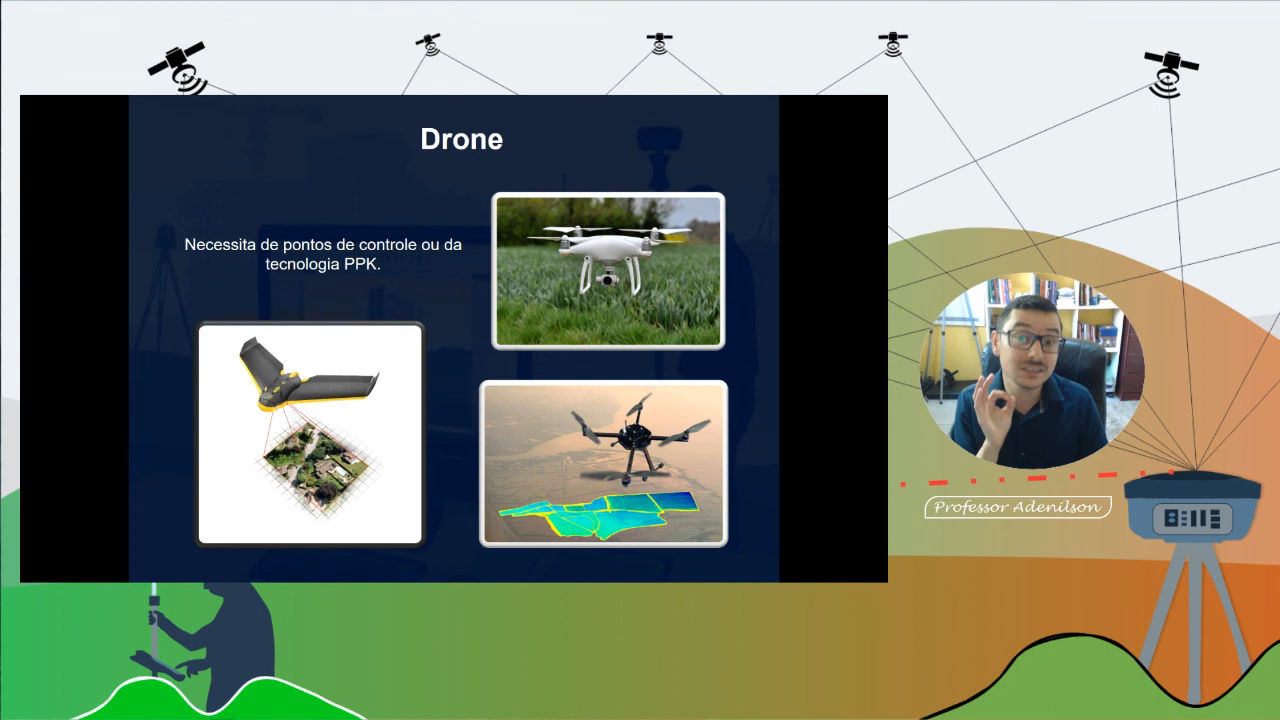 Drone
Necessita de pontos de controle ou da
tecnologia PPK.
Professor Adenilson